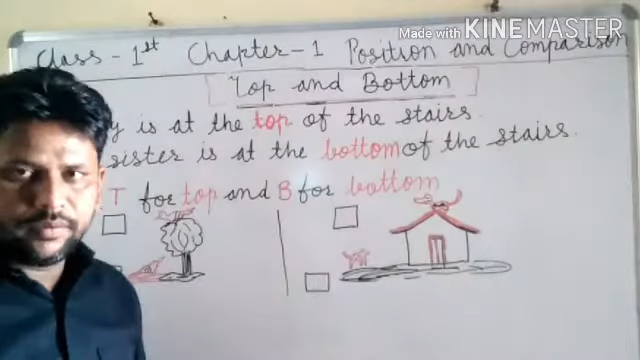 Made with KINEMASTER
Class - 1st Chapter - 1 Position and Comparison
Top and Bottom
y is at the top of the stairs.
sister is at the bottom of the stairs.
T for top and B for bottom